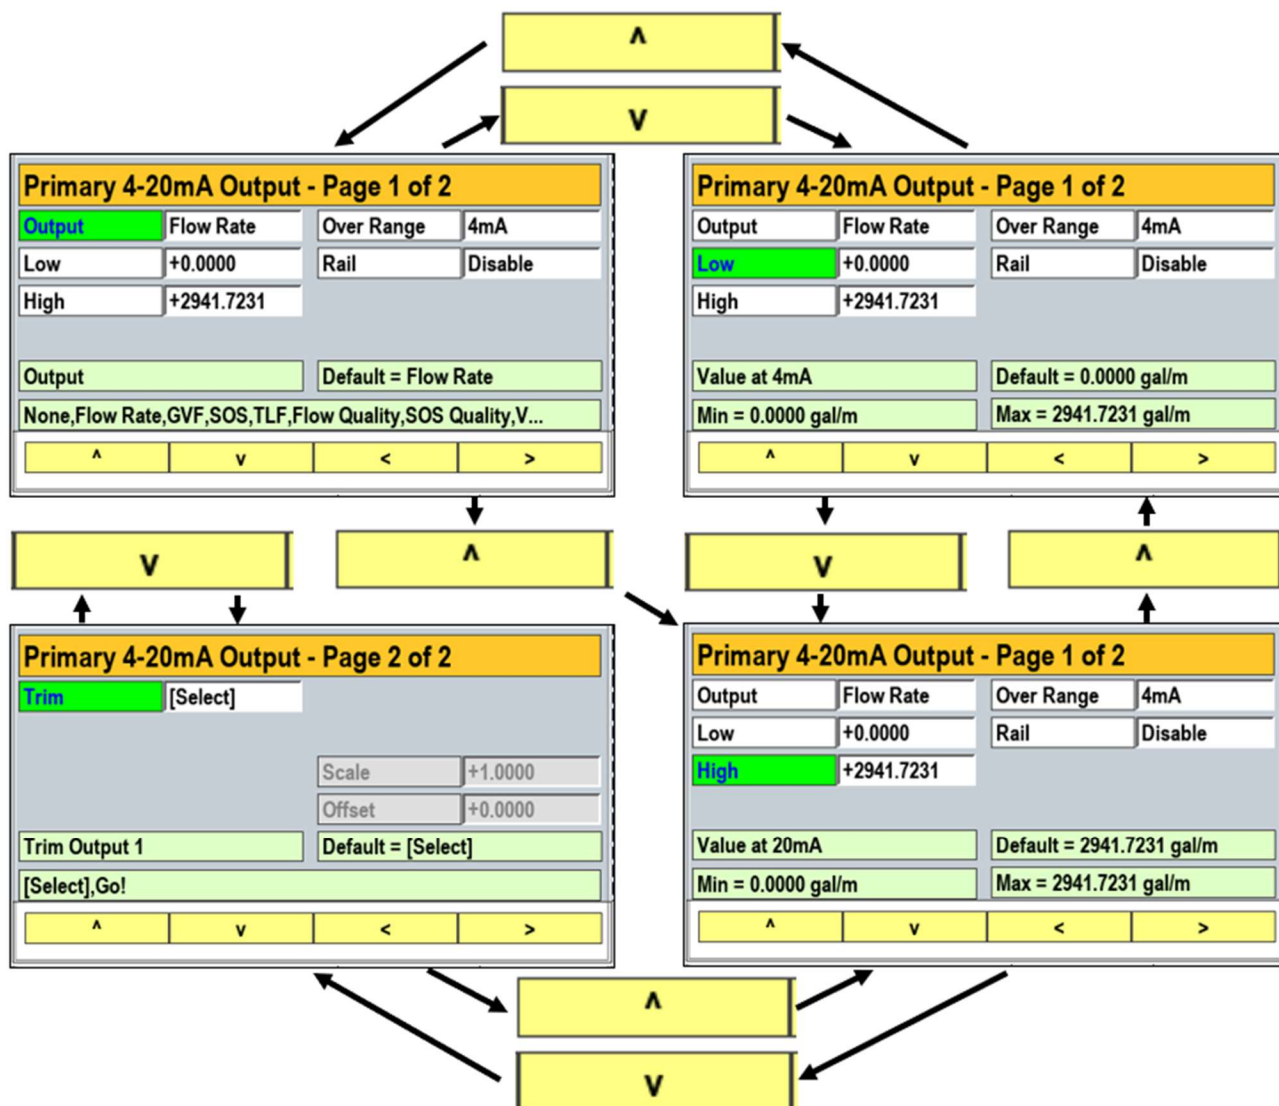 ^
v
Primary 4-20mA Output - Page 1 of 2
Output Flow Rate Over Range 4mA
Low +0.0000 Rail Disable
High +2941.7231
Output Default = Flow Rate
None,Flow Rate,GVF,SOS,TLF,Flow Quality,SOS Quality,V...
^ v < >
Primary 4-20mA Output - Page 1 of 2
Output Flow Rate Over Range 4mA
Low +0.0000 Rail Disable
High +2941.7231
Value at 4mA Default = 0.0000 gal/m
Min = 0.0000 gal/m Max = 2941.7231 gal/m
^ v < >
v ^ v ^
Primary 4-20mA Output - Page 2 of 2
Trim [Select]
Scale +1.0000
Offset +0.0000
Trim Output 1 Default = [Select]
[Select],Go!
^ v < >
Primary 4-20mA Output - Page 1 of 2
Output Flow Rate Over Range 4mA
Low +0.0000 Rail Disable
High +2941.7231
Value at 20mA Default = 2941.7231 gal/m
Min = 0.0000 gal/m Max = 2941.7231 gal/m
^ v < >
^
v